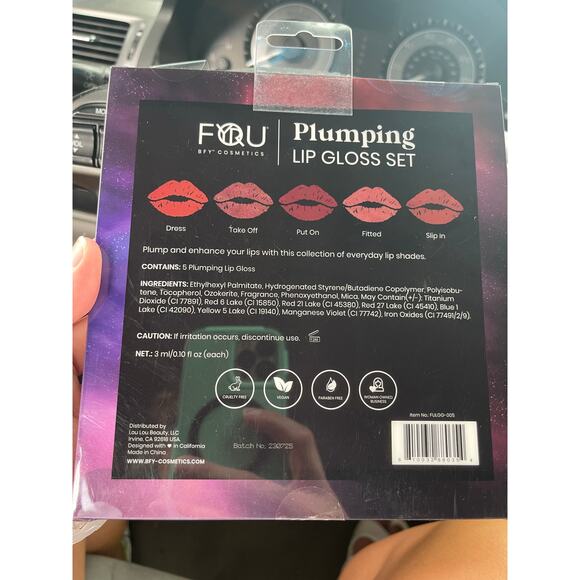 FYRU
BFY™ COSMETICS
Plumping
LIP GLOSS SET
Dress
Take Off
Put On
Fitted
Slip In
Plump and enhance your lips with this collection of everyday lip shades.
CONTAINS: 5 Plumping Lip Gloss
INGREDIENTS: Ethylhexyl Palmitate, Hydrogenated Styrene/Butadiene Copolymer, Polyisobu-
tene, Tocopherol, Ozokerite, Fragrance, Phenoxyethanol, Mica. May Contain(+/-): Titanium
Dioxide (CI 77891), Red 6 Lake (CI 15850), Red 21 Lake (CI 45380), Red 27 Lake (CI 45410), Blue 1
Lake (CI 42090), Yellow 5 Lake (CI 19140), Manganese Violet (CI 77742), Iron Oxides (CI 77491/2/9).
CAUTION: If irritation occurs, discontinue use.
NET.: 3 ml/0.10 fl oz (each)
CRUELTY FREE
VEGAN
PARABEN FREE
WOMAN OWNED
BUSINESS
Item No.: FULGG-005
Distributed by
Lou Lou Beauty, LLC
Irvine, CA 92618 USA.
Designed with ♥ in California
Made in China
WWW.BFY-COSMETICS.COM
Batch No. 230725